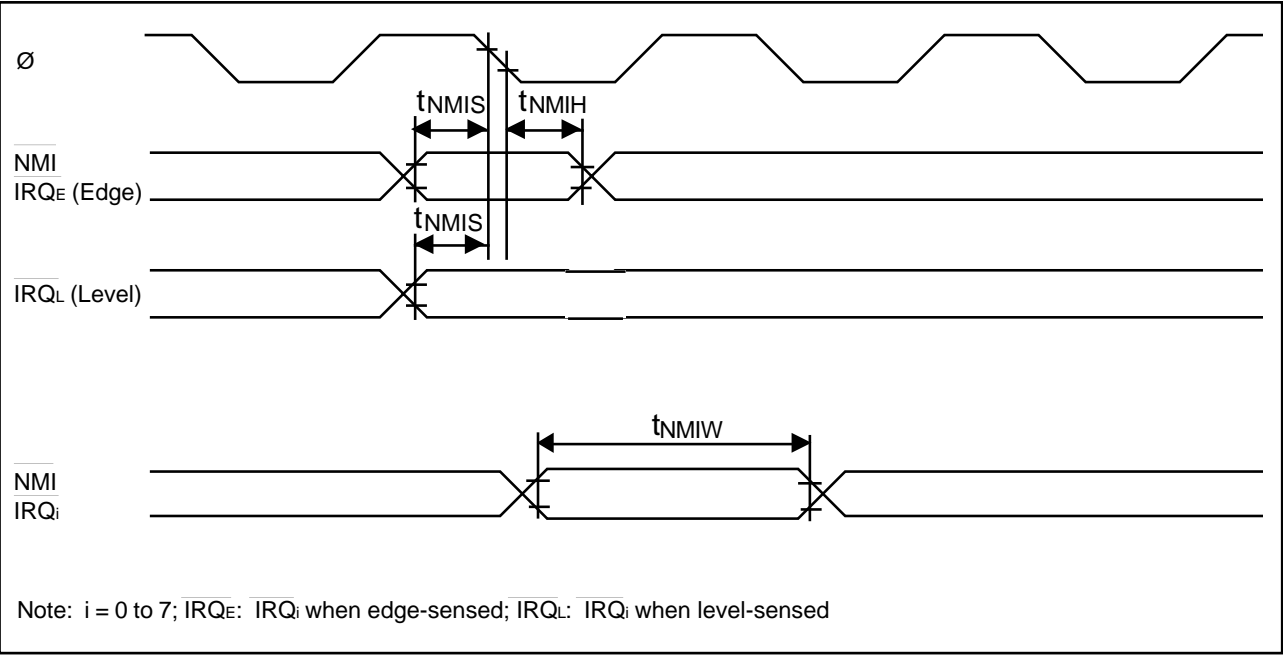 Ø
tNMIS tNMIH
NMI
IRQE (Edge)
tNMIS
IRQL (Level)
tNMIW
NMI
IRQi
Note: i = 0 to 7; IRQE: IRQi when edge-sensed; IRQL: IRQi when level-sensed